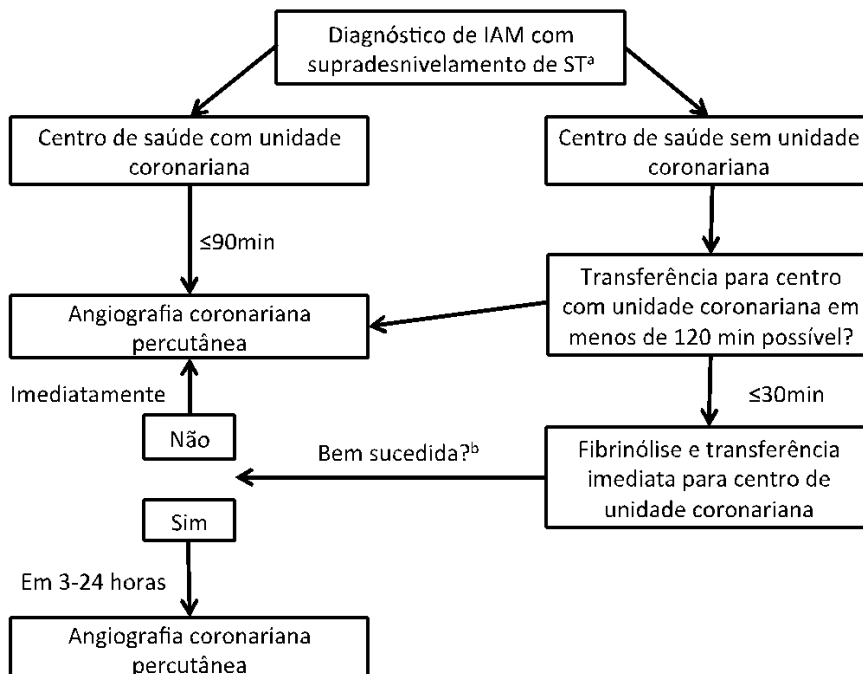 Diagnóstico de IAM com
supradesnivelamento de STª
Centro de saúde com unidade
coronariana
Centro de saúde sem unidade
coronariana
≤90min
Transferência para centro
com unidade coronariana em
menos de 120 min possível?
Angiografia coronariana
percutânea
Imediatamente
≤30min
Não
Bem sucedida?ᵇ
Fibrinólise e transferência
imediata para centro de
unidade coronariana
Sim
Em 3-24 horas
Angiografia coronariana
percutânea